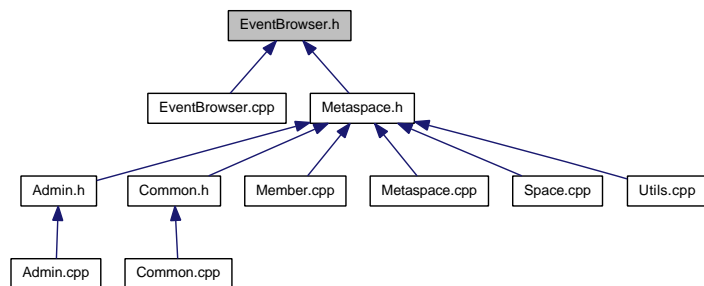 EventBrowser.h
EventBrowser.cpp
Metaspace.h
Admin.h
Common.h
Member.cpp
Metaspace.cpp
Space.cpp
Utils.cpp
Admin.cpp
Common.cpp